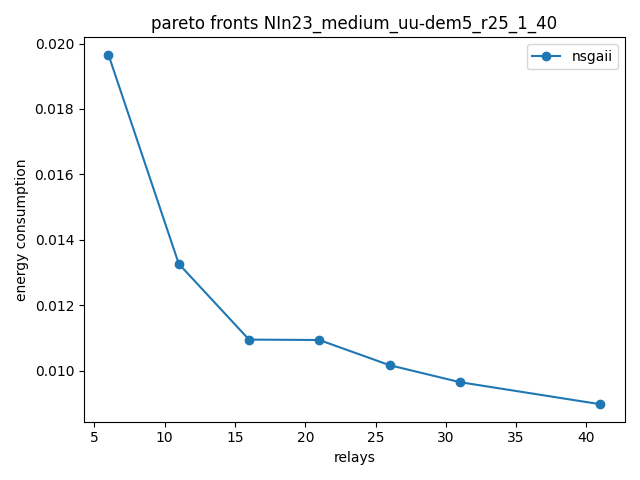 pareto fronts NIn23_medium_uu-dem5_r25_1_40
nsgaii
0.020
0.018
0.016
0.014
0.012
0.010
energy consumption
5 10 15 20 25 30 35 40
relays